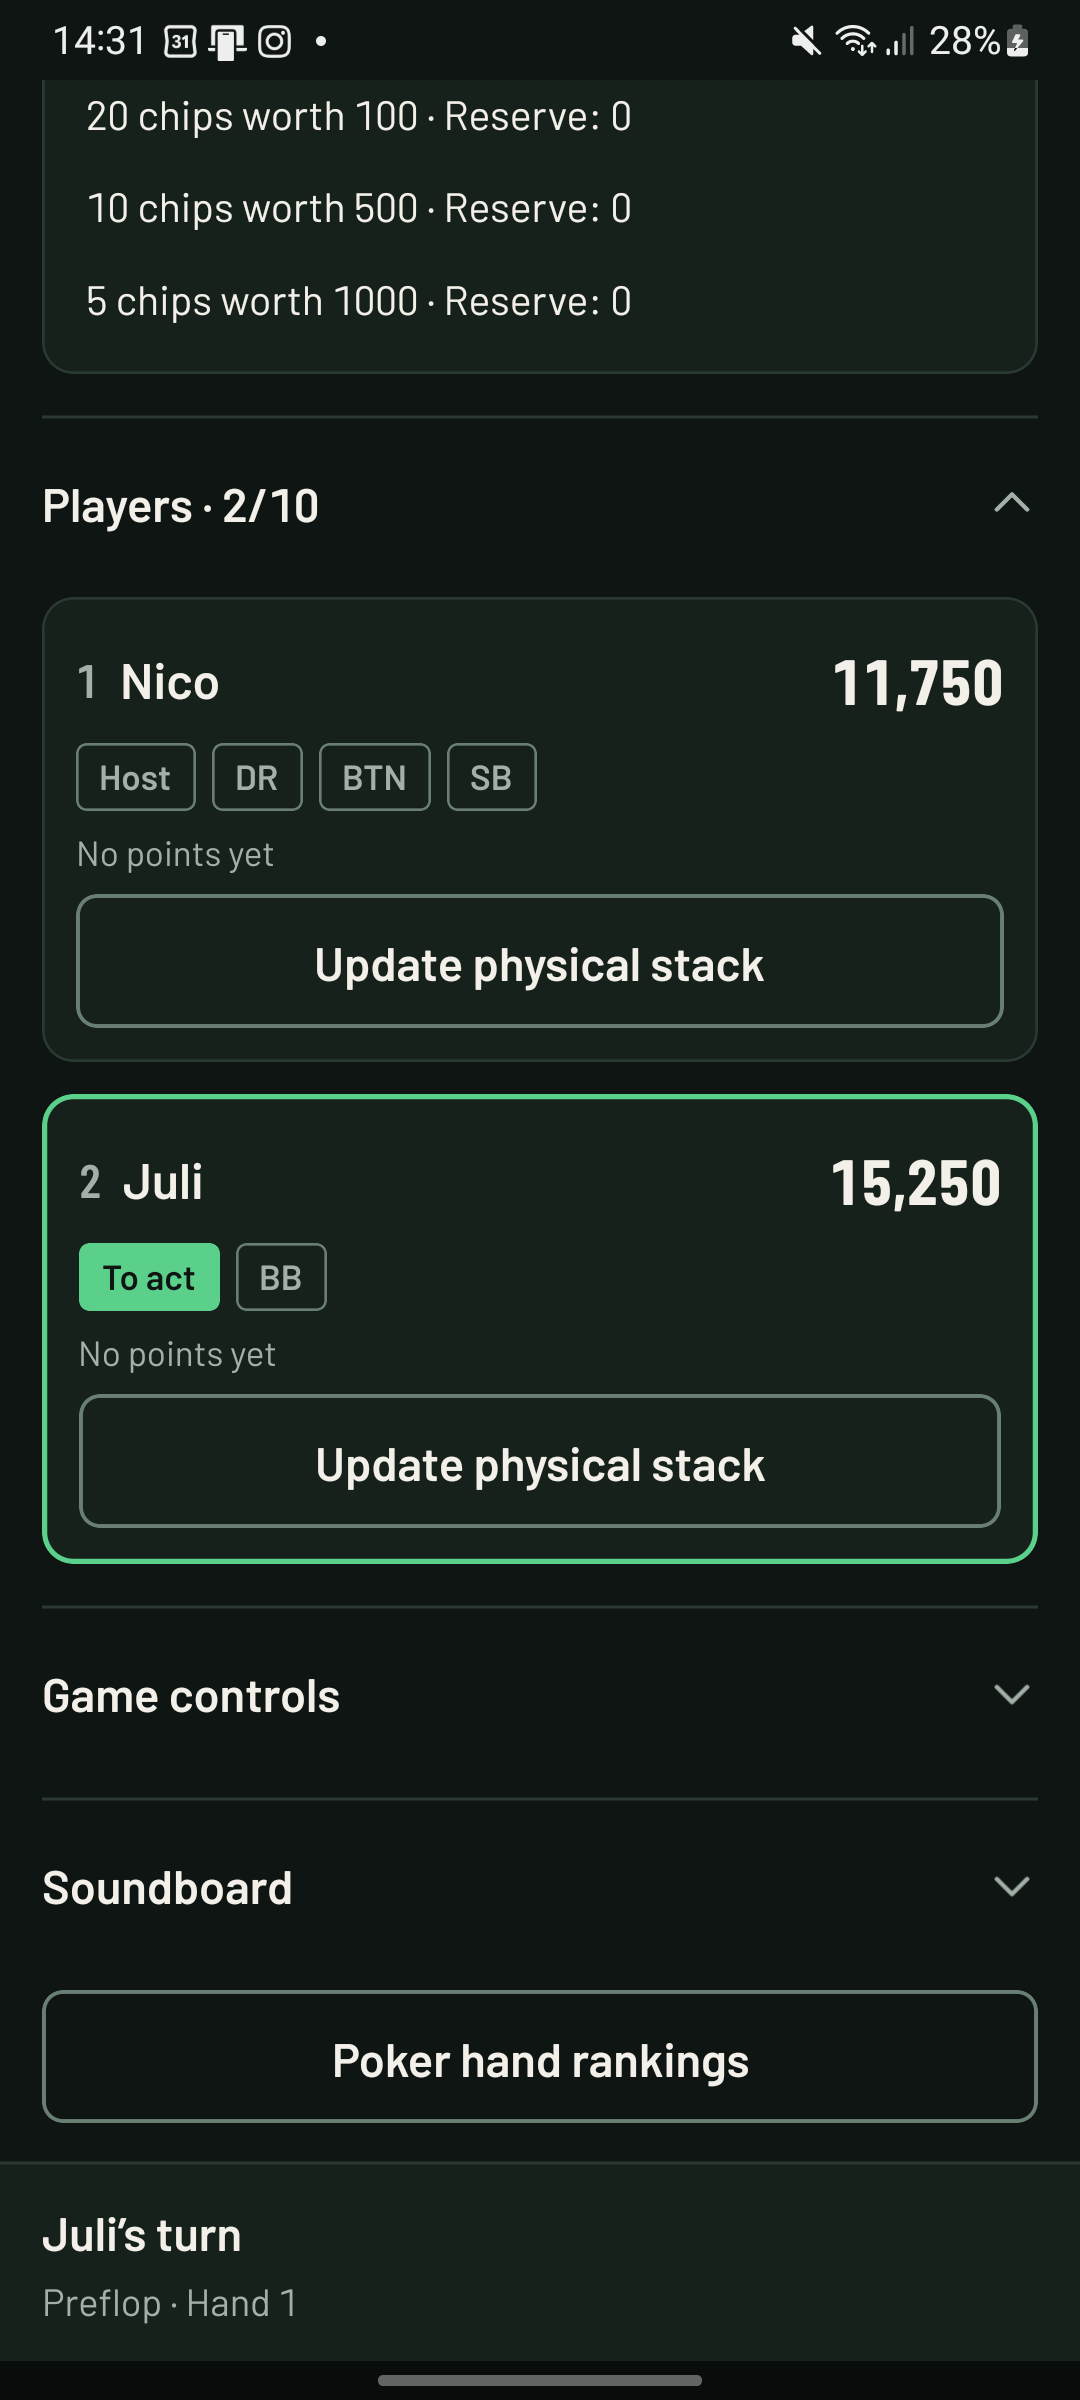 14:31 31 28%
20 chips worth 100 · Reserve: 0
10 chips worth 500 · Reserve: 0
5 chips worth 1000 · Reserve: 0
Players · 2/10
1 Nico 11,750
Host DR BTN SB
No points yet
Update physical stack
2 Juli 15,250
To act BB
No points yet
Update physical stack
Game controls
Soundboard
Poker hand rankings
Juli’s turn
Preflop · Hand 1